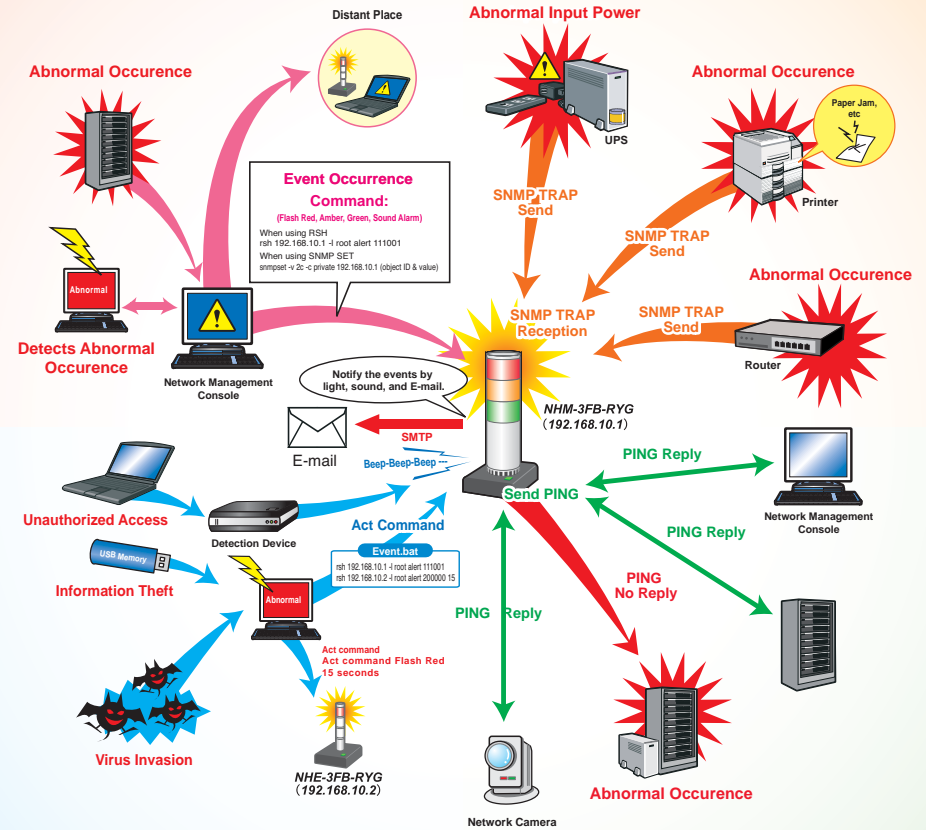 Distant Place
Abnormal Input Power
Abnormal Occurence
Abnormal Occurence
Paper Jam,
etc
UPS
Printer
Event Occurrence
Command:
(Flash Red, Amber, Green, Sound Alarm)
When using RSH
rsh 192.168.10.1 -l root alert 111001
When using SNMP SET
snmpset -v 2c -c private 192.168.10.1 (object ID & value)
SNMP TRAP
Send
SNMP TRAP
Send
Abnormal Occurence
Abnormal
SNMP TRAP
Reception
SNMP TRAP
Send
Detects Abnormal
Occurence
Network Management
Console
Router
Notify the events by
light, sound, and E-mail.
NHM-3FB-RYG
(192.168.10.1)
SMTP
E-mail
Beep-Beep-Beep ---
PING Reply
Send PING
Network Management
Console
Unauthorized Access
Detection Device
Act Command
Event.bat
rsh 192.168.10.1 -l root alert 111001
rsh 192.168.10.2 -l root alert 200000 15
PING Reply
USB Memory
Information Theft
Abnormal
PING
No Reply
PING Reply
Act command
Act command Flash Red
15 seconds
Virus Invasion
NHE-3FB-RYG
(192.168.10.2)
Abnormal Occurence
Network Camera